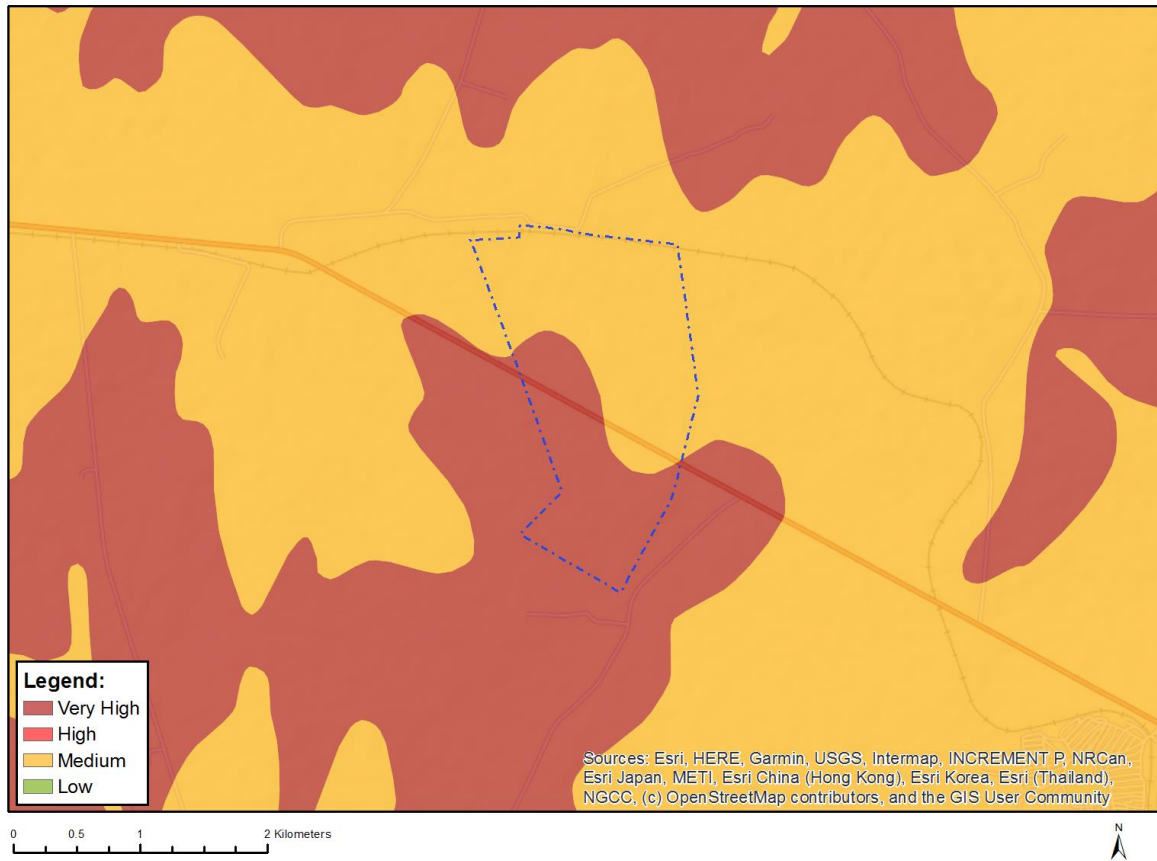 Legend:
Very High
High
Medium
Low
Sources: Esri, HERE, Garmin, USGS, Intermap, INCREMENT P, NRCan,
Esri Japan, METI, Esri China (Hong Kong), Esri Korea, Esri (Thailand),
NGCC, (c) OpenStreetMap contributors, and the GIS User Community
0 0.5 1 2 Kilometers
N